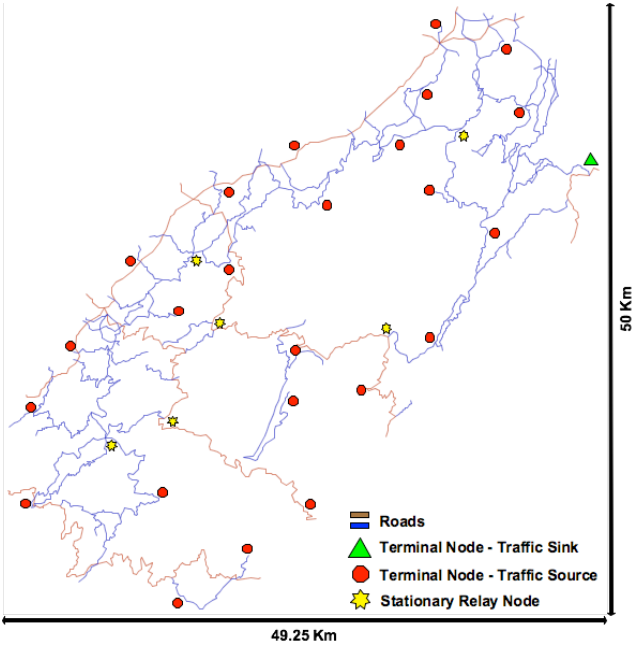 50 Km
Roads
Terminal Node - Traffic Sink
Terminal Node - Traffic Source
Stationary Relay Node
49.25 Km